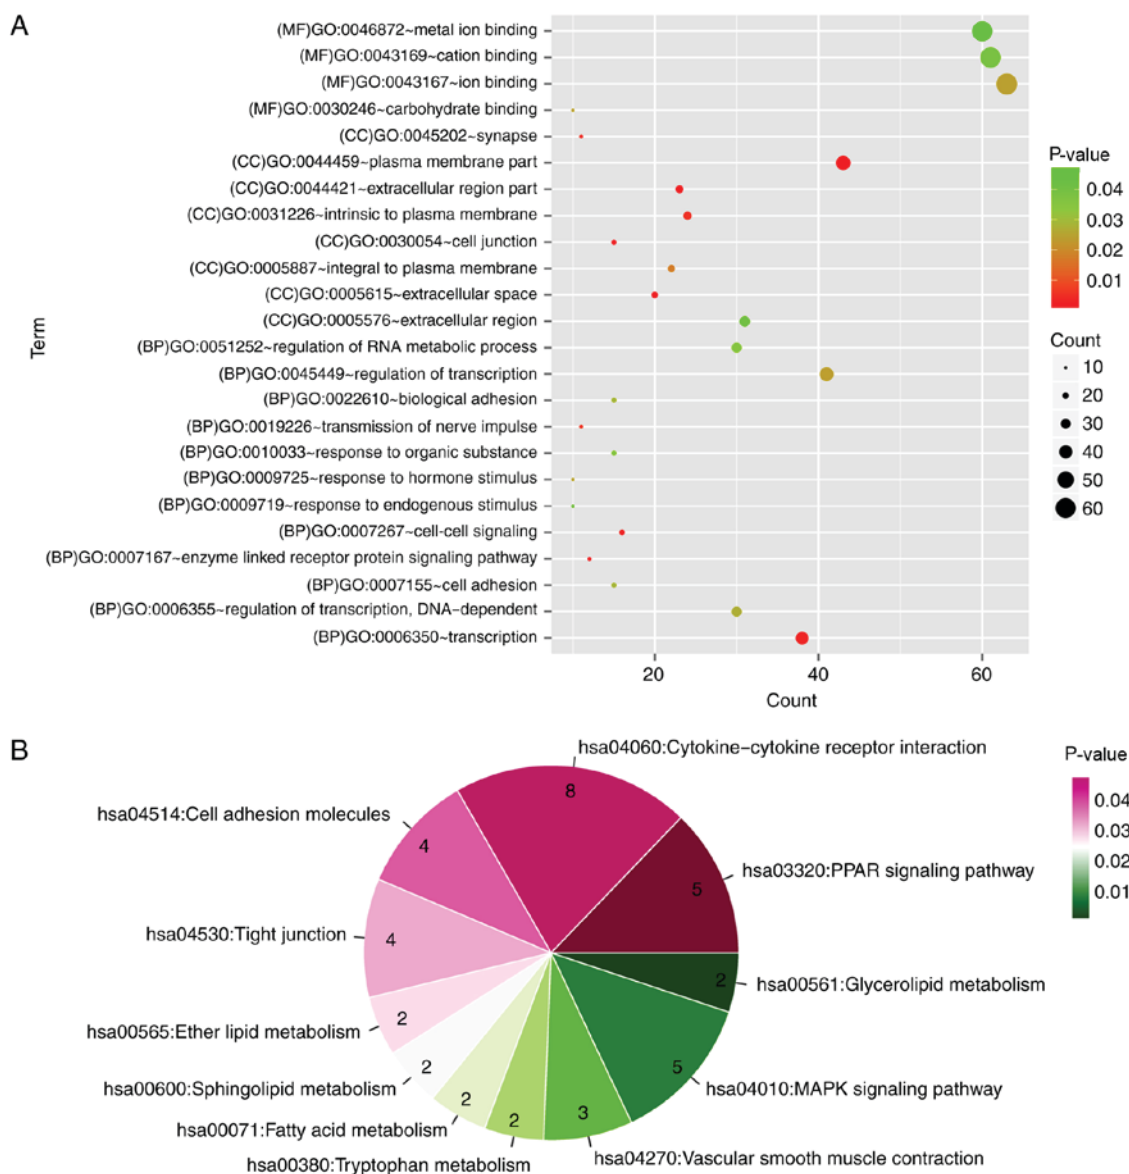 A
(MF)GO:0046872~metal ion binding
(MF)GO:0043169~cation binding
(MF)GO:0043167~ion binding
(MF)GO:0030246~carbohydrate binding
(CC)GO:0045202~synapse
(CC)GO:0044459~plasma membrane part
(CC)GO:0044421~extracellular region part
(CC)GO:0031226~intrinsic to plasma membrane
(CC)GO:0030054~cell junction
(CC)GO:0005887~integral to plasma membrane
(CC)GO:0005615~extracellular space
(CC)GO:0005576~extracellular region
(BP)GO:0051252~regulation of RNA metabolic process
(BP)GO:0045449~regulation of transcription
(BP)GO:0022610~biological adhesion
(BP)GO:0019226~transmission of nerve impulse
(BP)GO:0010033~response to organic substance
(BP)GO:0009725~response to hormone stimulus
(BP)GO:0009719~response to endogenous stimulus
(BP)GO:0007267~cell-cell signaling
(BP)GO:0007167~enzyme linked receptor protein signaling pathway
(BP)GO:0007155~cell adhesion
(BP)GO:0006355~regulation of transcription, DNA-dependent
(BP)GO:0006350~transcription
Term
20 40 60
Count
P-value
0.04
0.03
0.02
0.01
Count
10
20
30
40
50
60
B
hsa04060:Cytokine-cytokine receptor interaction
8
hsa04514:Cell adhesion molecules
4
hsa03320:PPAR signaling pathway
5
hsa04530:Tight junction
4
hsa00561:Glycerolipid metabolism
2
hsa00565:Ether lipid metabolism
2
hsa00600:Sphingolipid metabolism
2
hsa04010:MAPK signaling pathway
5
hsa00071:Fatty acid metabolism
2
hsa00380:Tryptophan metabolism
2
hsa04270:Vascular smooth muscle contraction
3
P-value
0.04
0.03
0.02
0.01